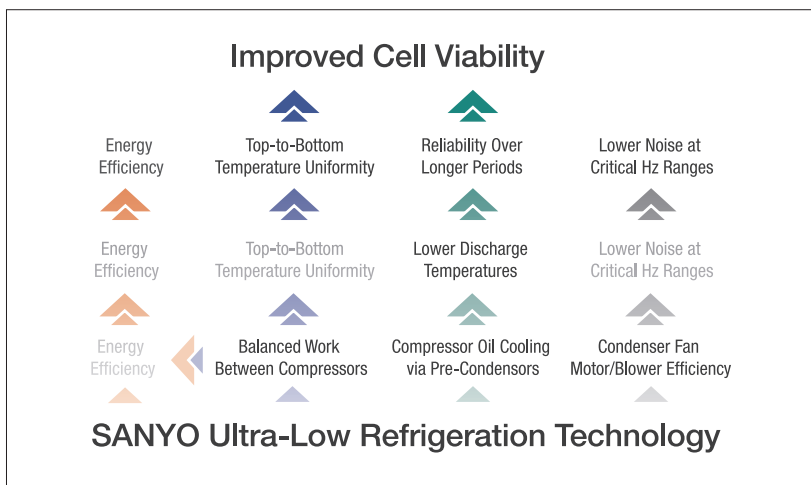 Improved Cell Viability
Energy
Efficiency
Top-to-Bottom
Temperature Uniformity
Reliability Over
Longer Periods
Lower Noise at
Critical Hz Ranges
Energy
Efficiency
Top-to-Bottom
Temperature Uniformity
Lower Discharge
Temperatures
Lower Noise at
Critical Hz Ranges
Energy
Efficiency
Balanced Work
Between Compressors
Compressor Oil Cooling
via Pre-Condensors
Condenser Fan
Motor/Blower Efficiency
SANYO Ultra-Low Refrigeration Technology